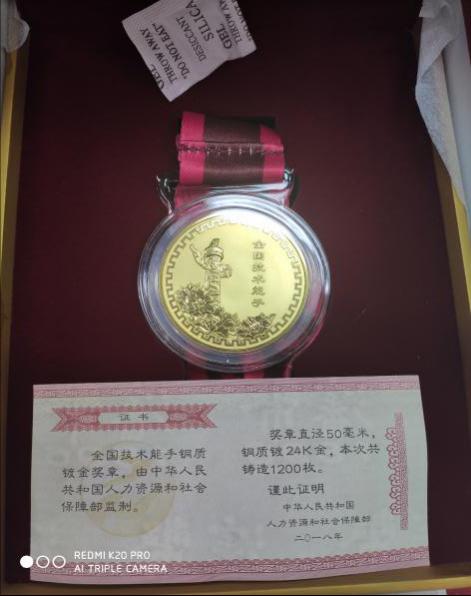 SILICA
GEL
DESICCANT
"DO NOT EAT"
THROW AWAY
GEL
THROW AWAY
全国技术能手
证书
全国技术能手铜质
镀金奖章,由中华人民
共和国人力资源和社会
保障部监制。
奖章直径50毫米,
铜质镀24K金,本次共
铸造1200枚。
谨此证明
中华人民共和国
人力资源和社会保障部
二〇一八年
REDMI K20 PRO
AI TRIPLE CAMERA